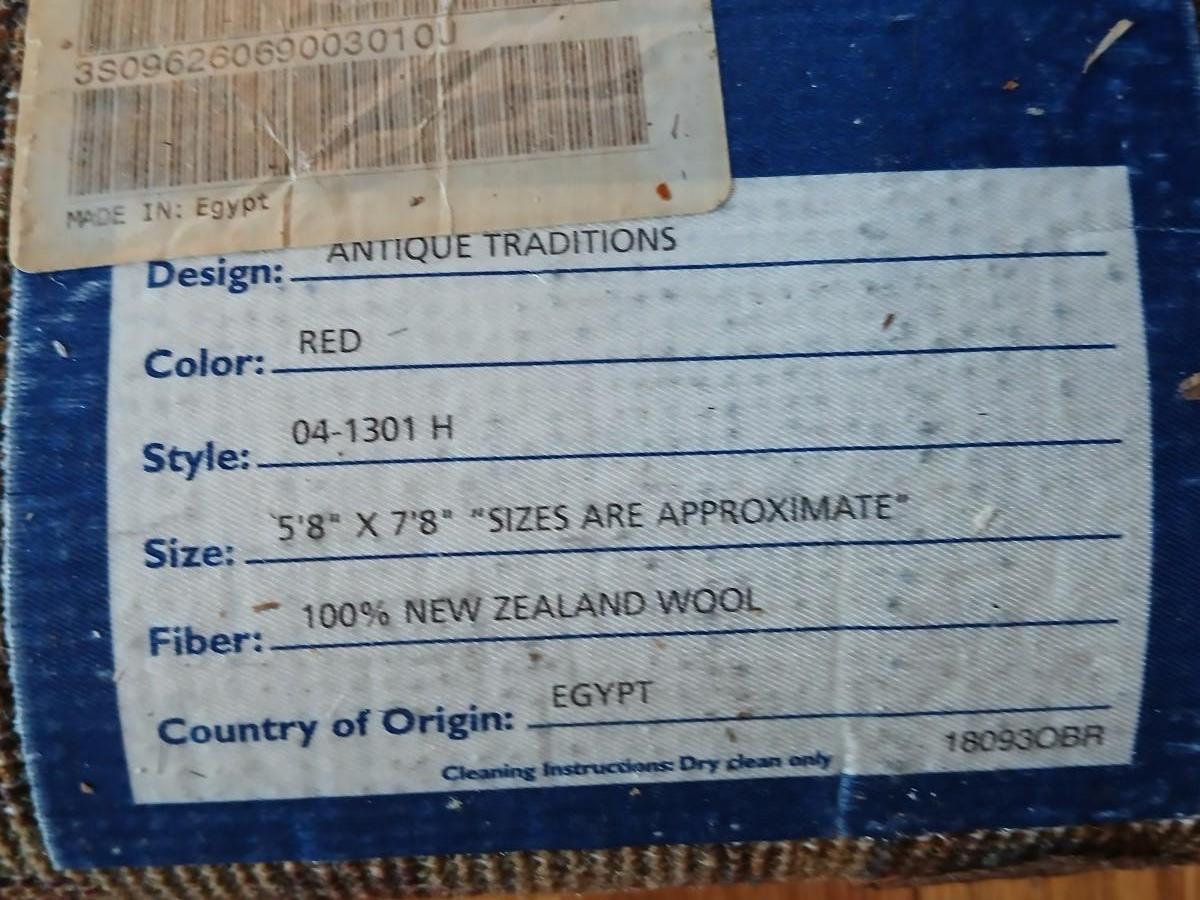 3S09626069003010J
MADE IN: Egypt
Design: ANTIQUE TRADITIONS
Color: RED
Style: 04-1301 H
Size: 5'8" X 7'8" "SIZES ARE APPROXIMATE"
Fiber: 100% NEW ZEALAND WOOL
Country of Origin: EGYPT
18093OBR
Cleaning Instructions: Dry clean only